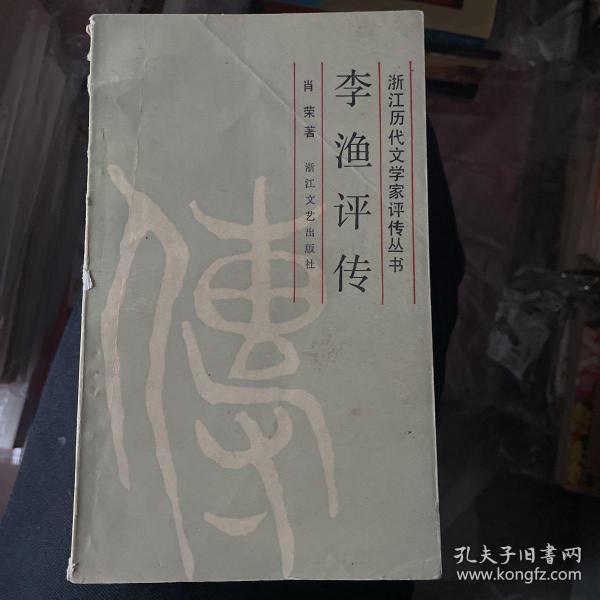 浙江历代文学家评传丛书
李渔评传
肖荣著 浙江文艺出版社
傳
孔夫子旧书网
www.kongfz.com